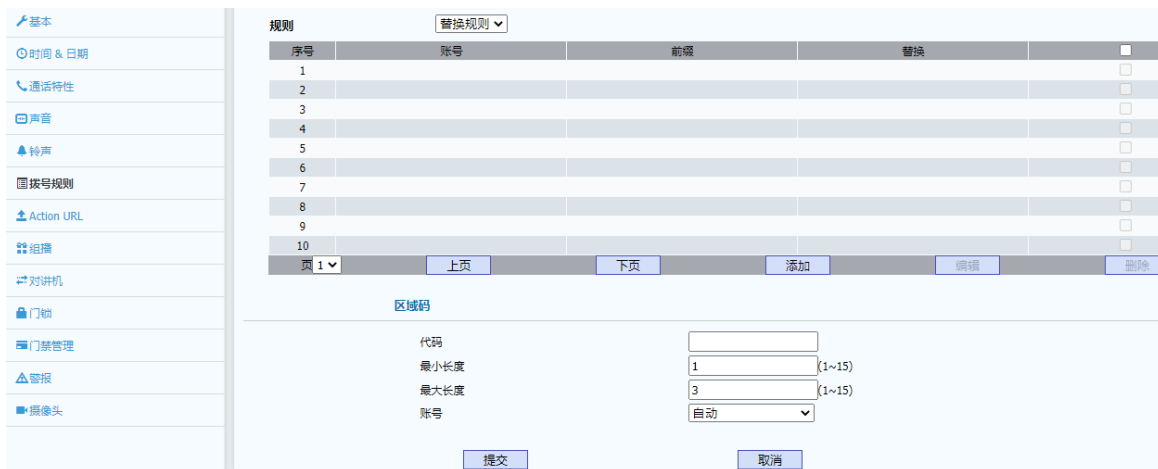 基本
时间 & 日期
通话特性
声音
铃声
拨号规则
Action URL
组播
对讲机
门锁
门禁管理
警报
摄像头
规则 替换规则
序号 账号 前缀 替换
1
2
3
4
5
6
7
8
9
10
页 1 上页 下页 添加 编辑 删除
区域码
代码
最小长度 1 (1~15)
最大长度 3 (1~15)
账号 自动
提交 取消